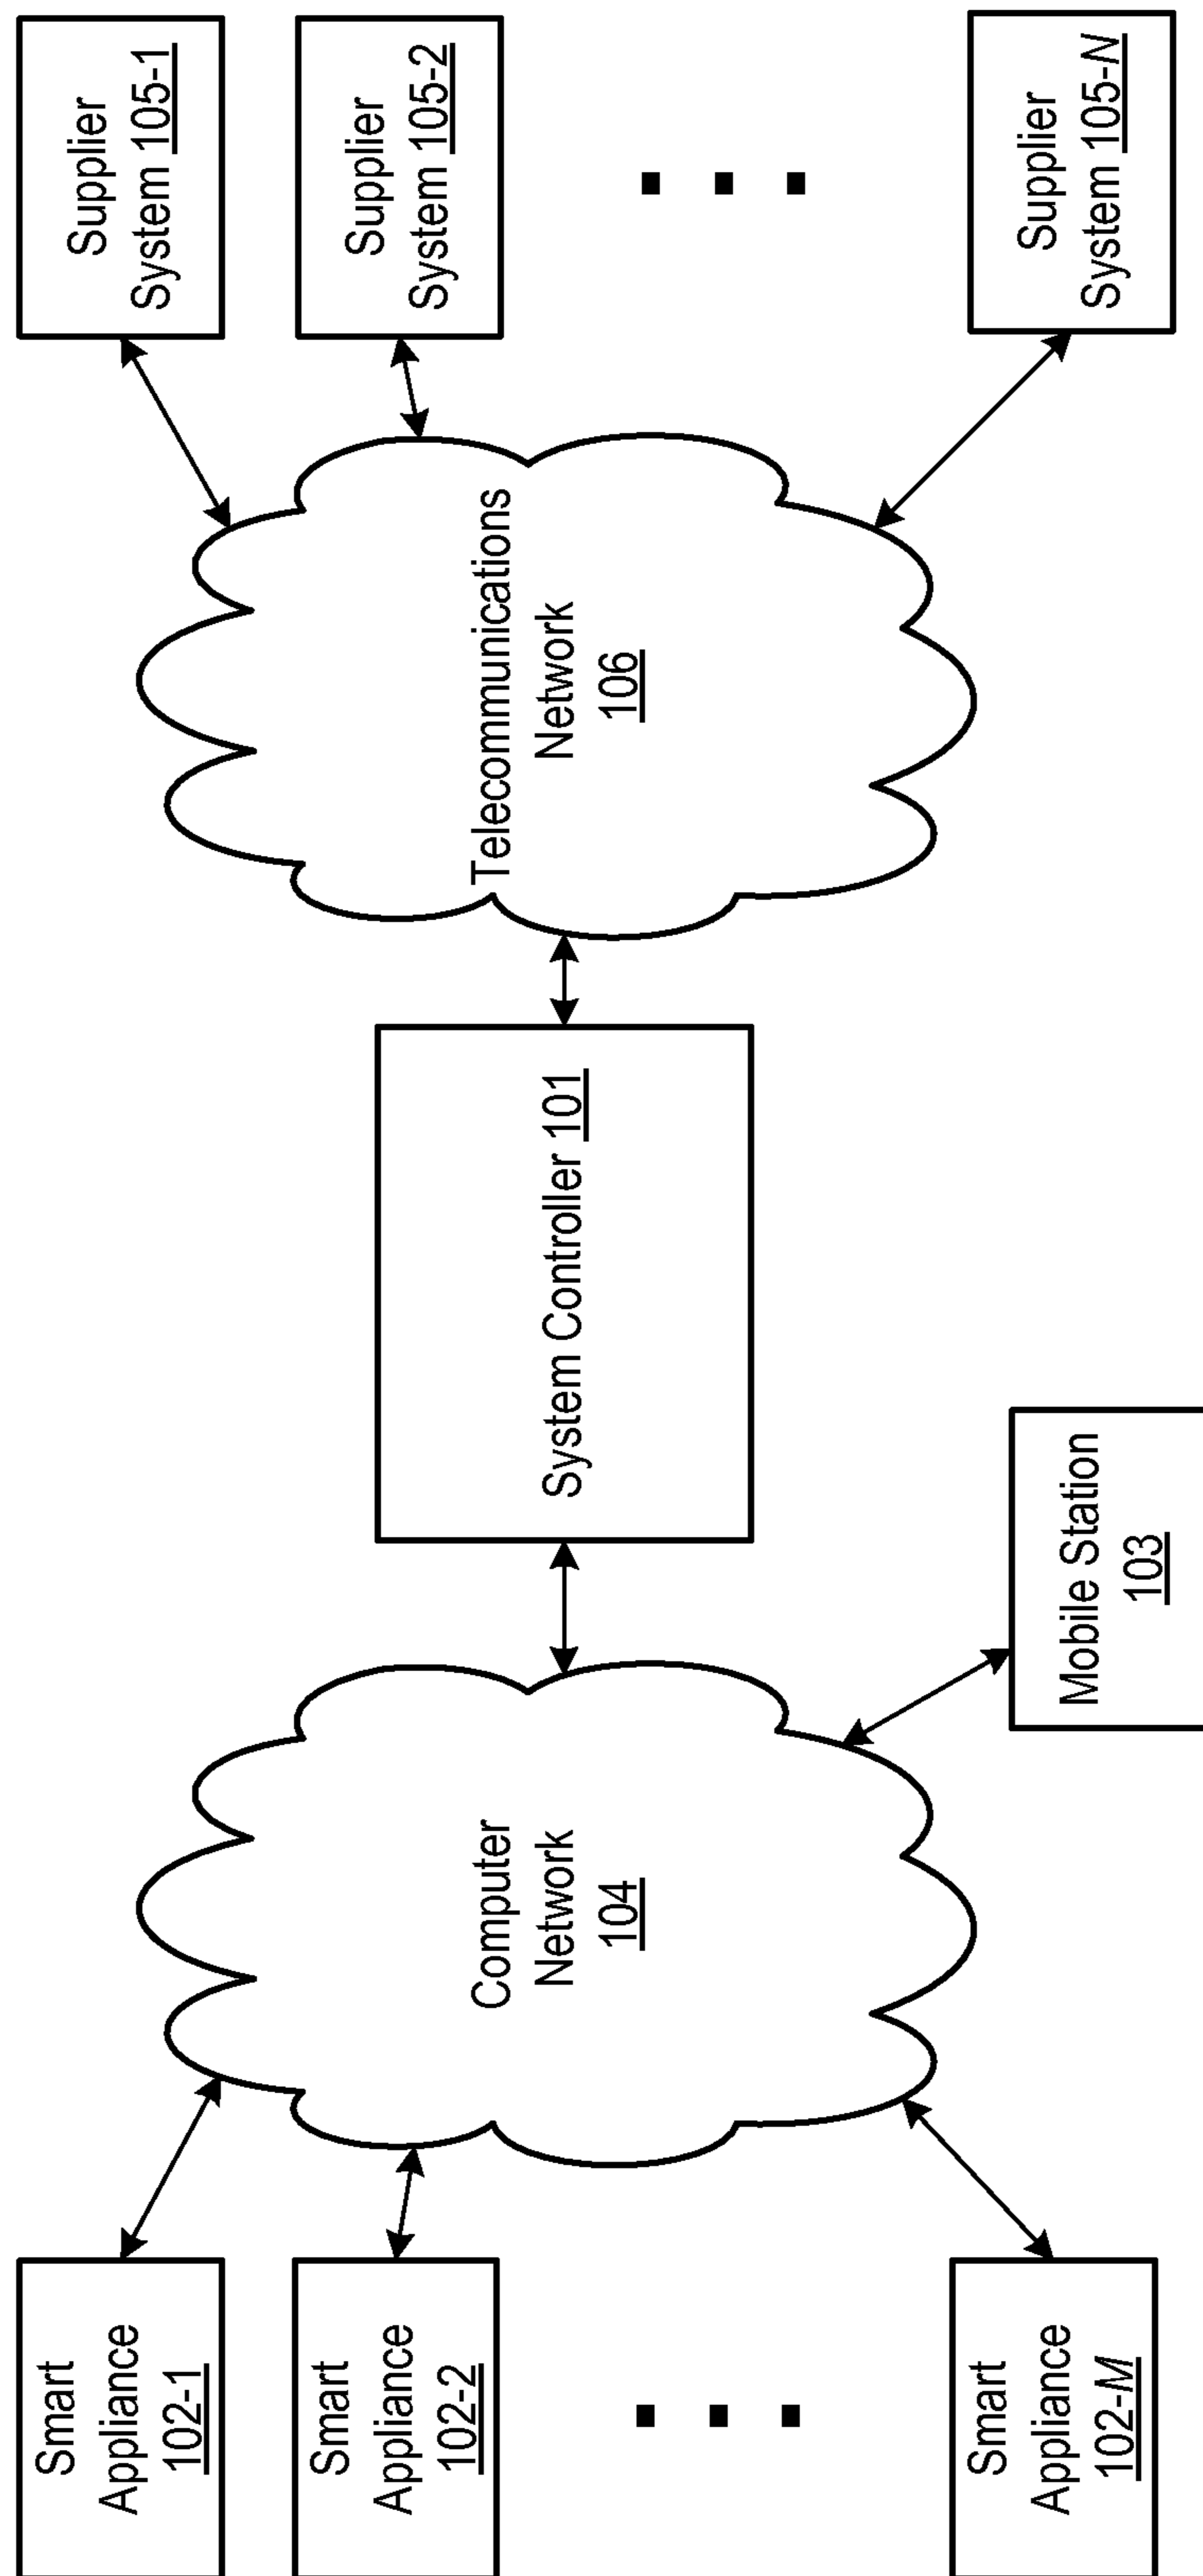 Smart
Appliance
102-1
Smart
Appliance
102-2
Smart
Appliance
102-M
Computer
Network
104
Mobile Station
103
System Controller 101
Telecommunications
Network
106
Supplier
System 105-1
Supplier
System 105-2
Supplier
System 105-N